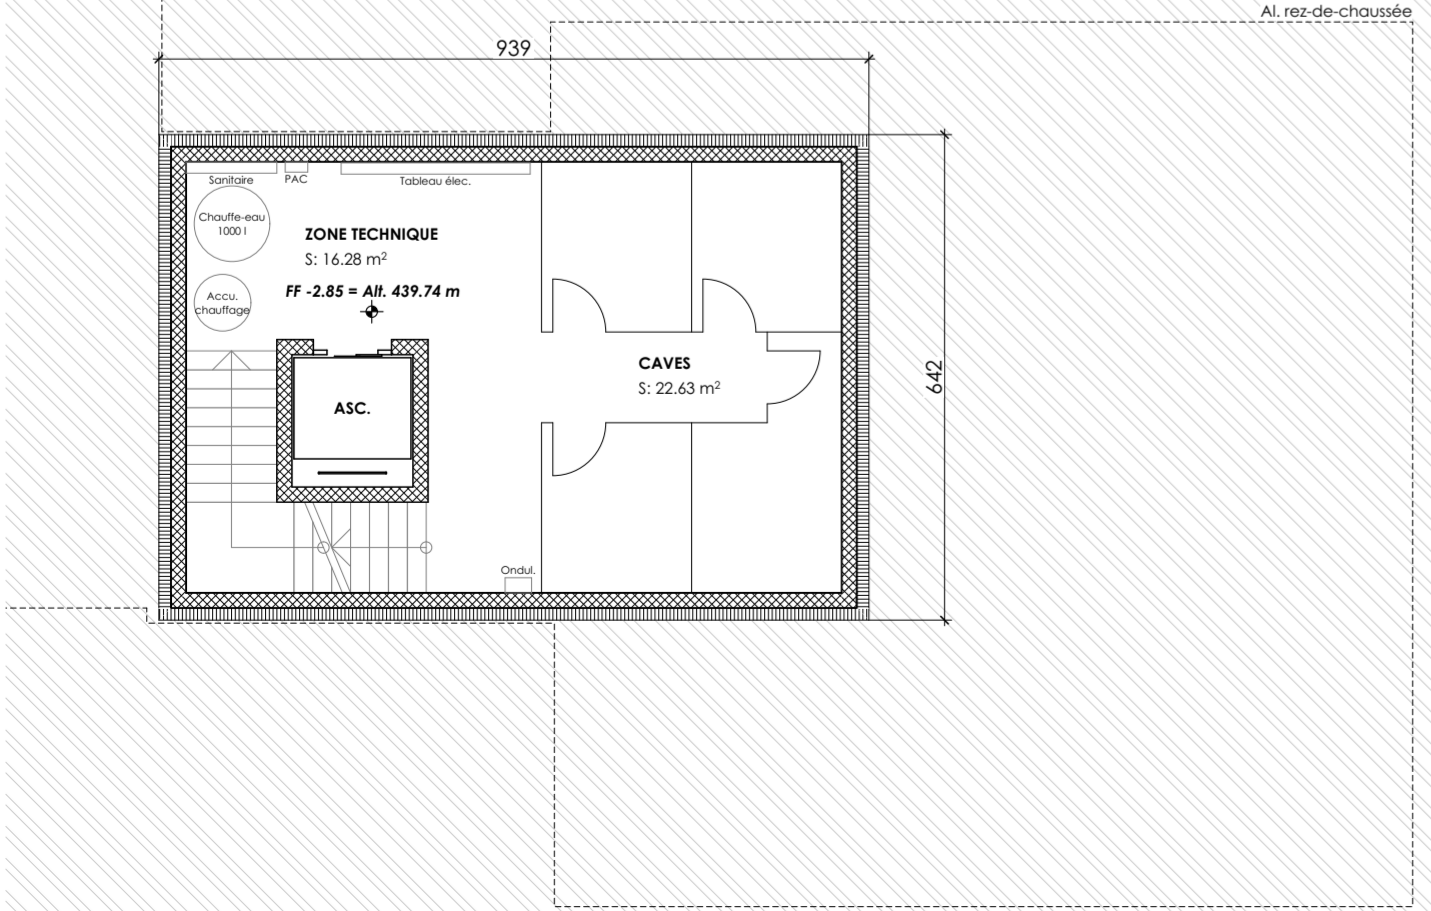 Al. rez-de-chaussée
939
Sanitaire
PAC
Tableau élec.
Chauffe-eau
1000 l
ZONE TECHNIQUE
S: 16.28 m²
FF -2.85 = Alt. 439.74 m
Accu.
chauffage
CAVES
S: 22.63 m²
642
ASC.
Ondul.